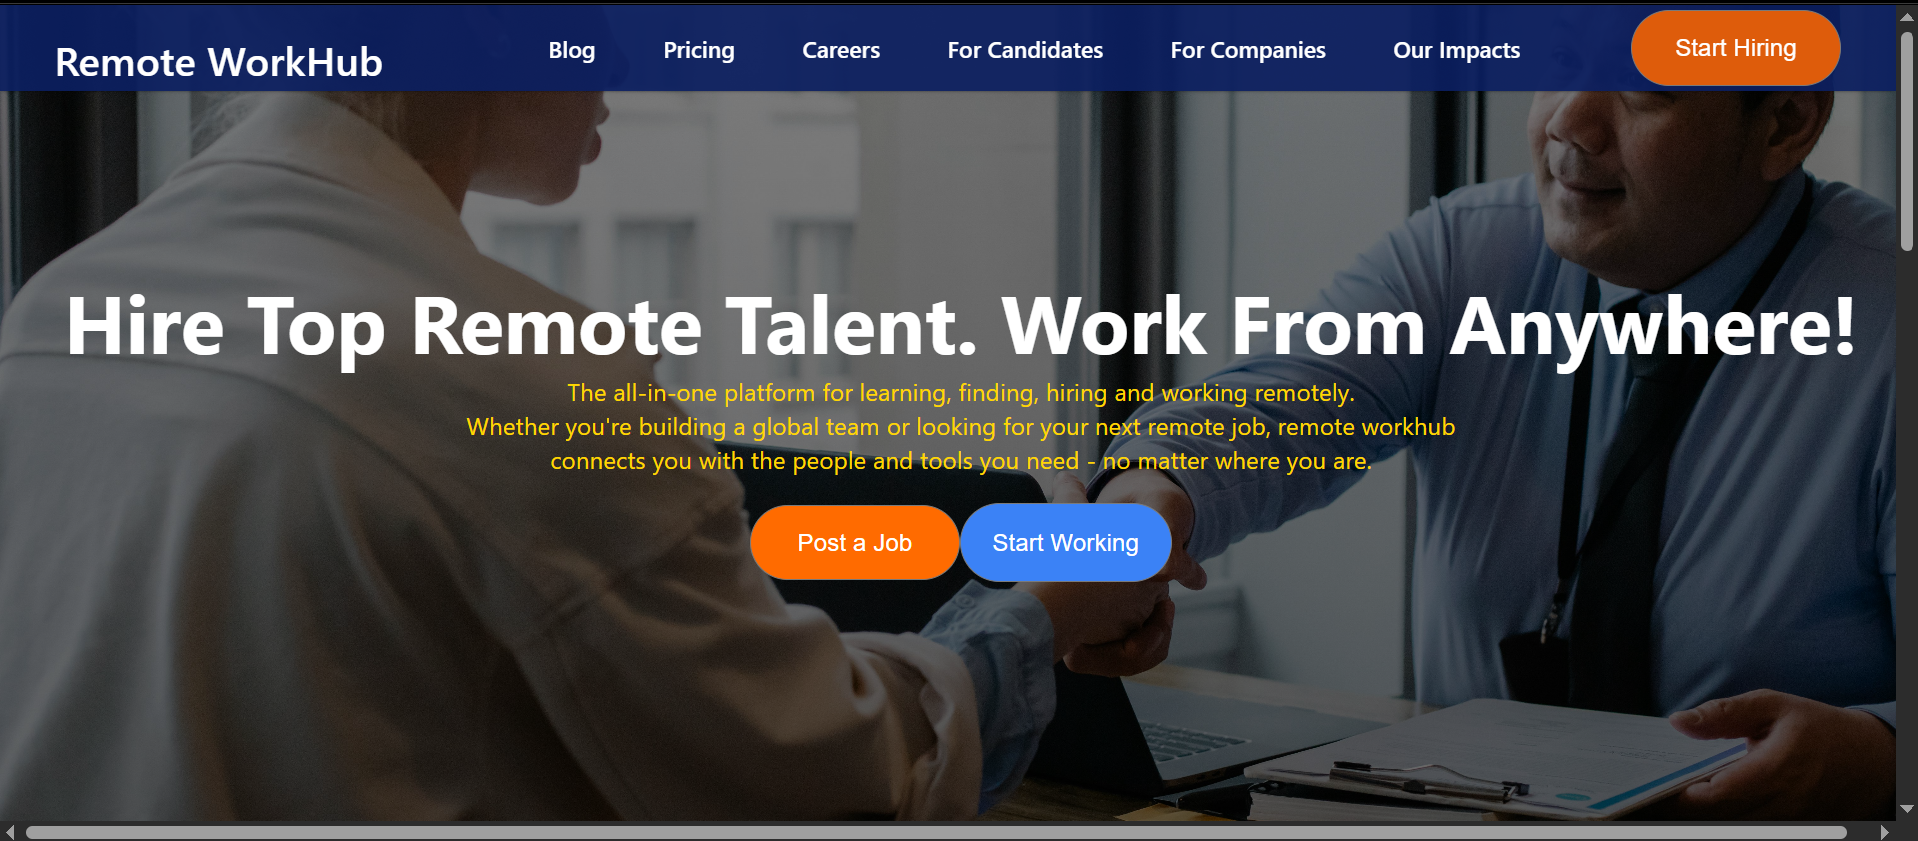 Remote WorkHub
Blog
Pricing
Careers
For Candidates
For Companies
Our Impacts
Start Hiring
Hire Top Remote Talent. Work From Anywhere!
The all-in-one platform for learning, finding, hiring and working remotely.
Whether you're building a global team or looking for your next remote job, remote workhub
connects you with the people and tools you need - no matter where you are.
Post a Job
Start Working